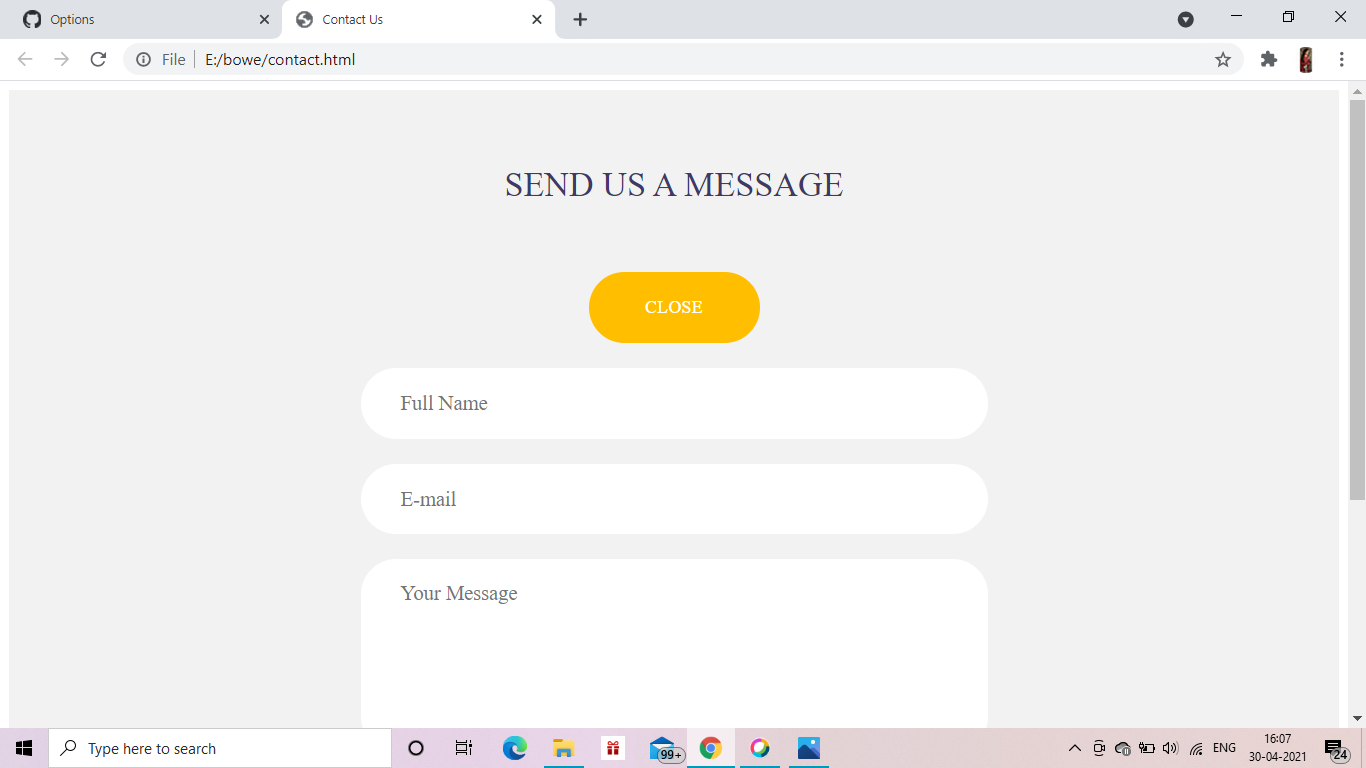 Options
Contact Us
File
E:/bowe/contact.html
SEND US A MESSAGE
CLOSE
Full Name
E-mail
Your Message
Type here to search
99+
ENG
16:07
30-04-2021
24